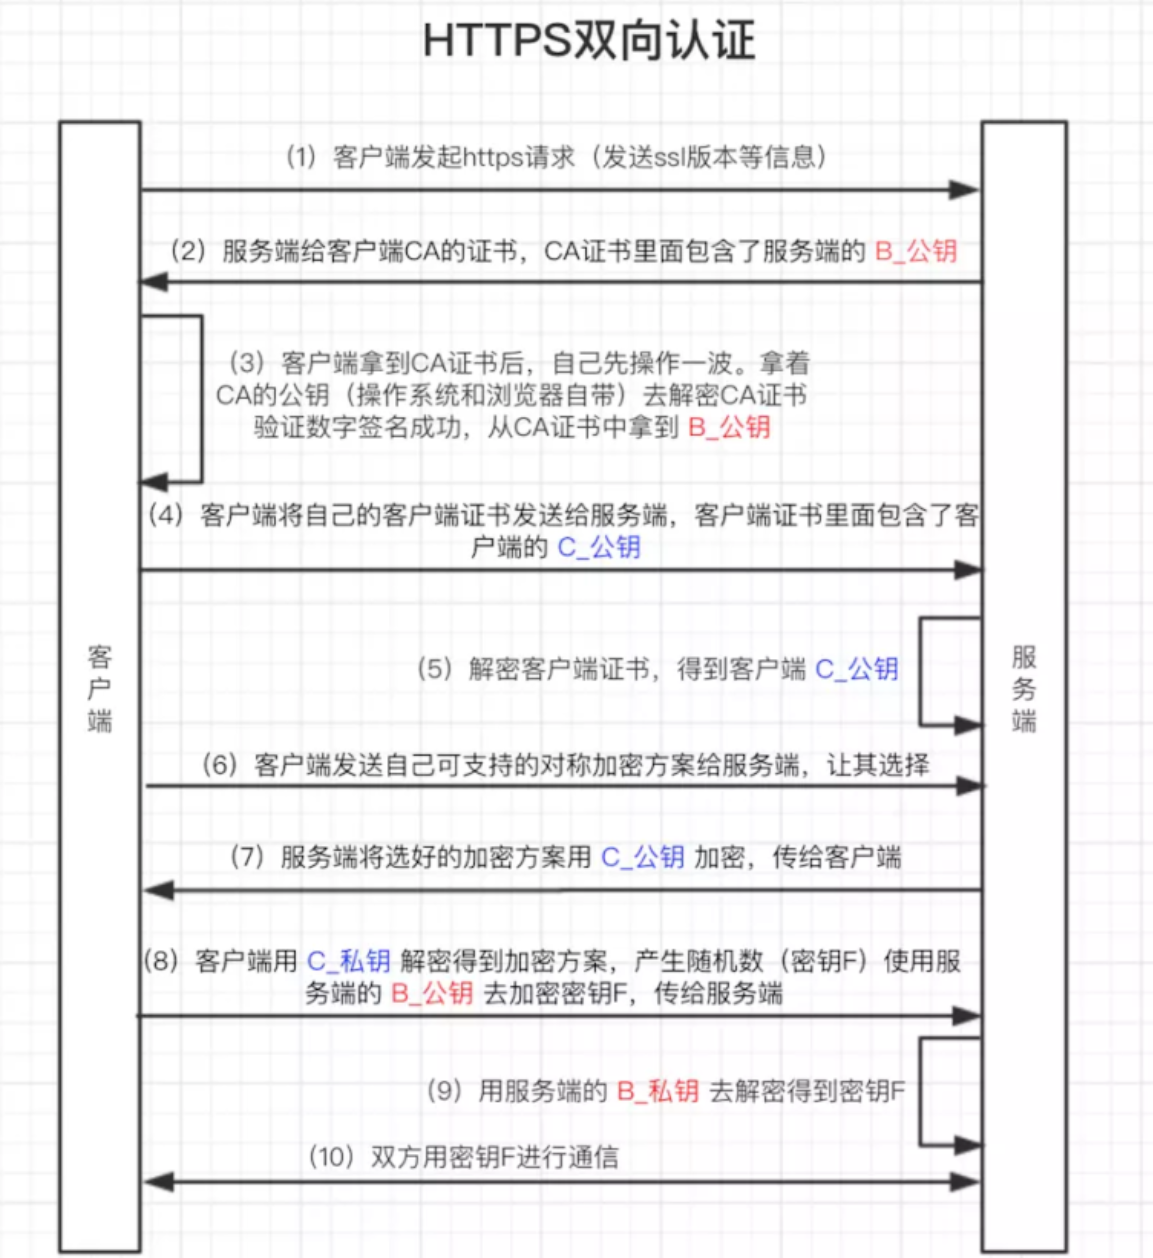 HTTPS双向认证
（1）客户端发起https请求（发送ssl版本等信息）
（2）服务端给客户端CA的证书，CA证书里面包含了服务端的 B_公钥
（3）客户端拿到CA证书后，自己先操作一波。拿着
CA的公钥（操作系统和浏览器自带）去解密CA证书
验证数字签名成功，从CA证书中拿到 B_公钥
（4）客户端将自己的客户端证书发送给服务端，客户端证书里面包含了客
户端的 C_公钥
客户端
服务端
（5）解密客户端证书，得到客户端 C_公钥
（6）客户端发送自己可支持的对称加密方案给服务端，让其选择
（7）服务端将选好的加密方案用 C_公钥 加密，传给客户端
（8）客户端用 C_私钥 解密得到加密方案，产生随机数（密钥F）使用服
务端的 B_公钥 去加密密钥F，传给服务端
（9）用服务端的 B_私钥 去解密得到密钥F
（10）双方用密钥F进行通信